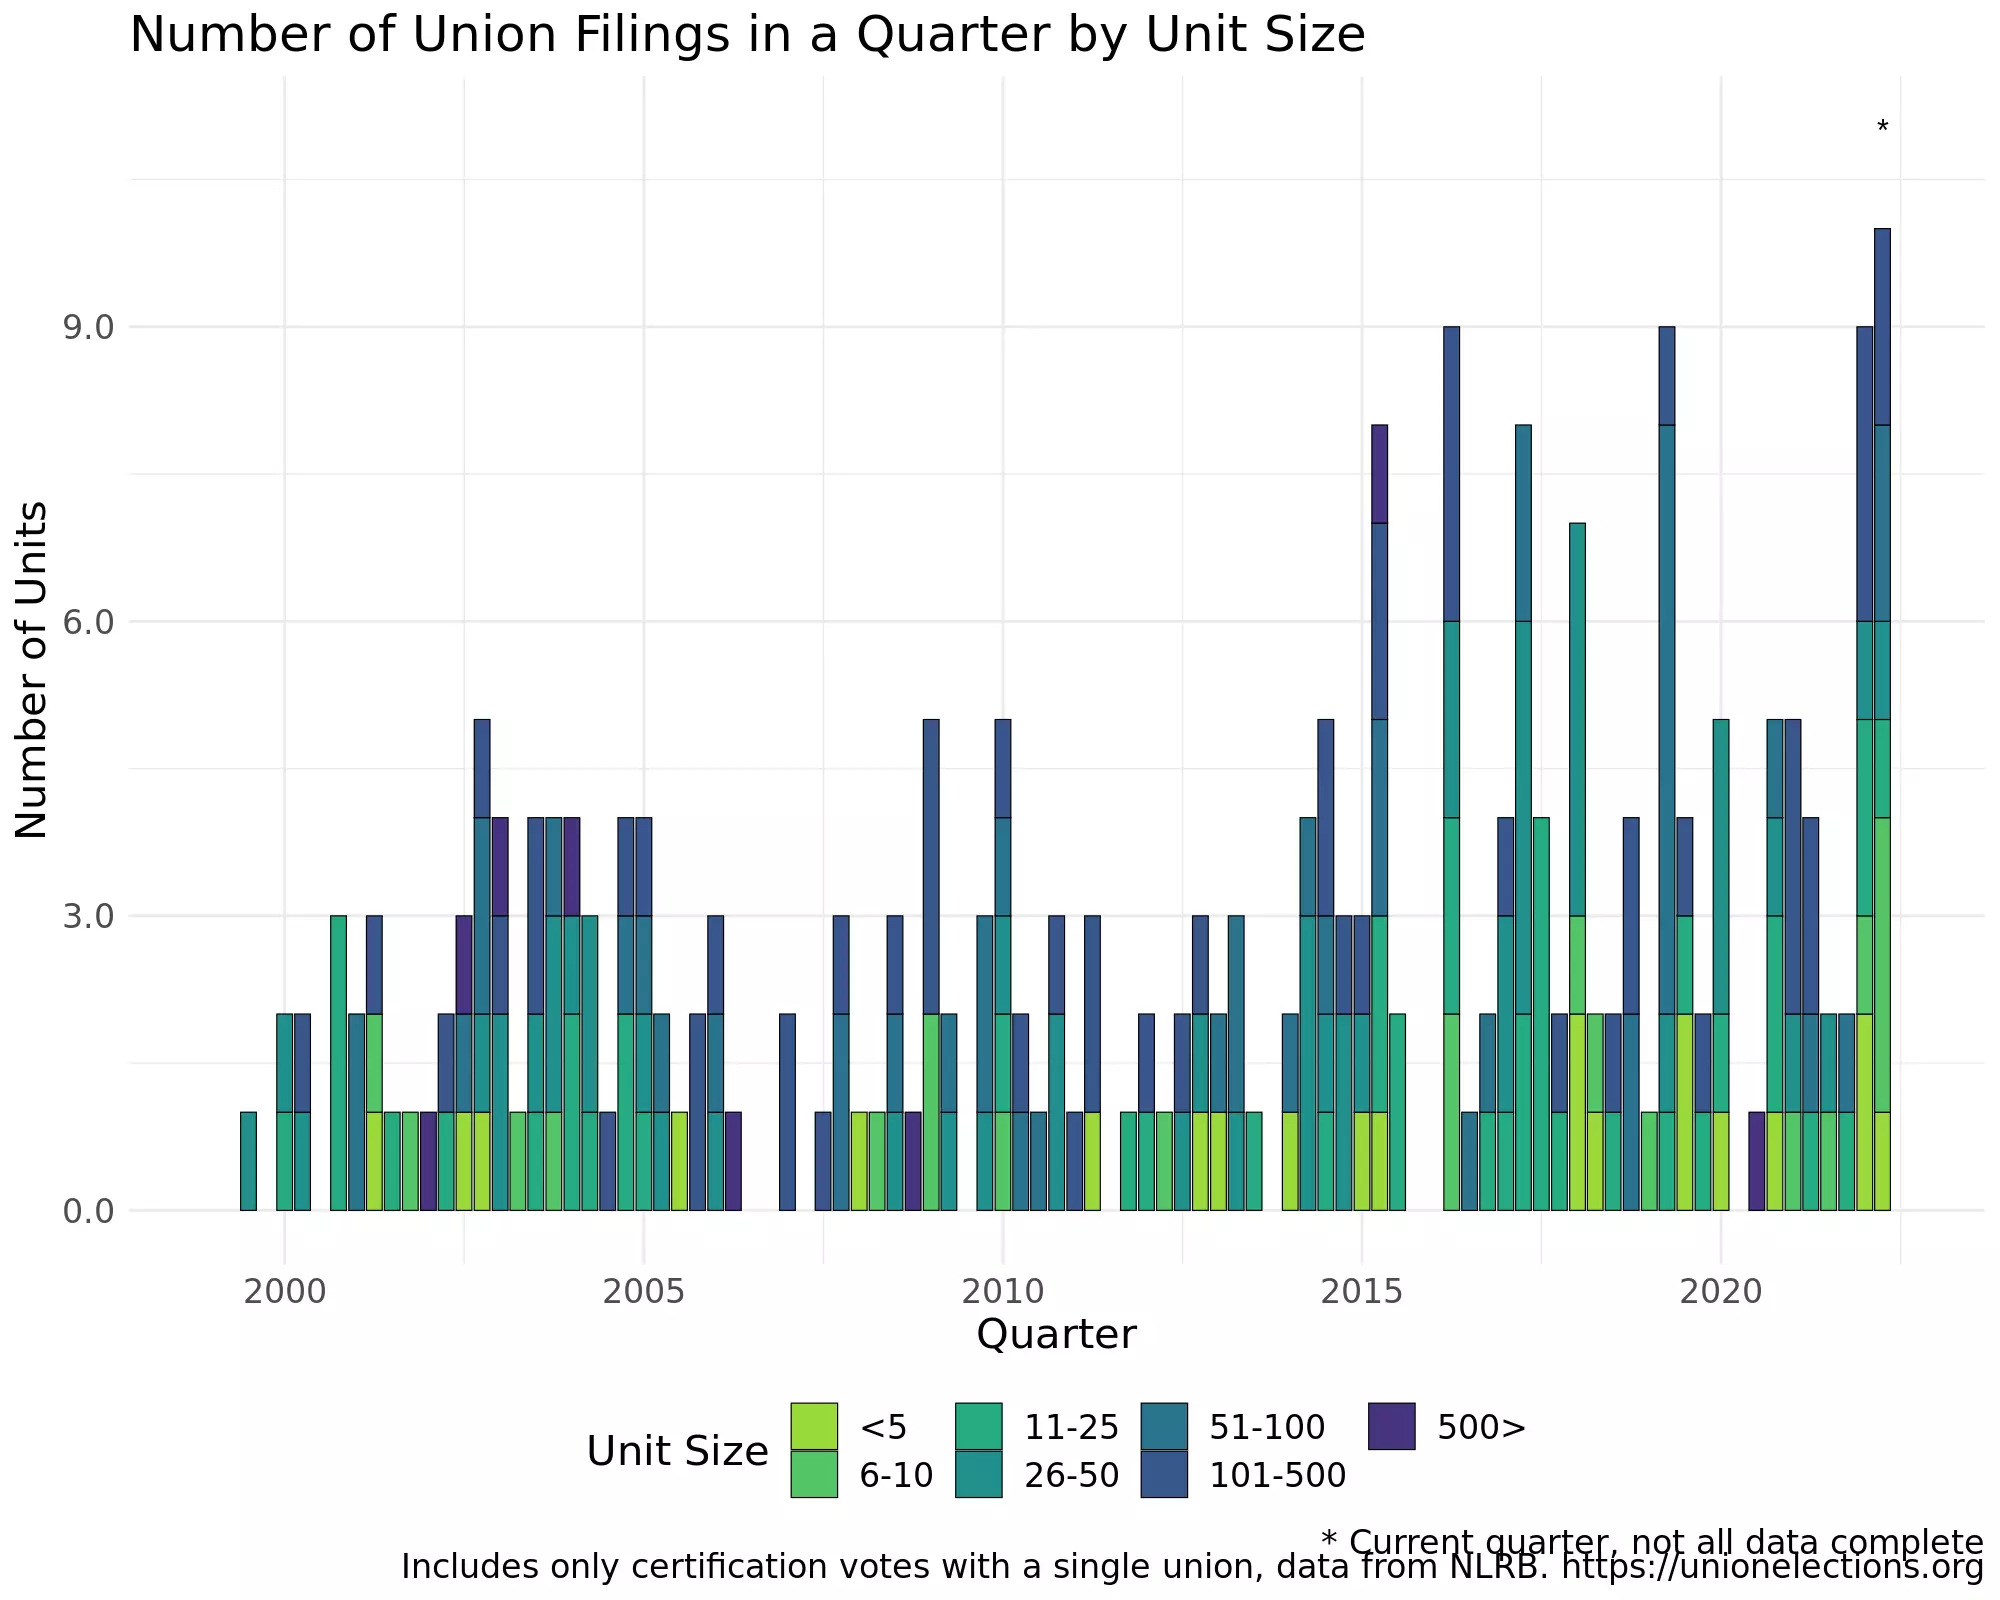 Number of Union Filings in a Quarter by Unit Size
*
9.0
6.0
3.0
0.0
Number of Units
2000 2005 2010 2015 2020
Quarter
Unit Size
<5 11-25 51-100 500>
6-10 26-50 101-500
* Current quarter, not all data complete
Includes only certification votes with a single union, data from NLRB. https://unionelections.org